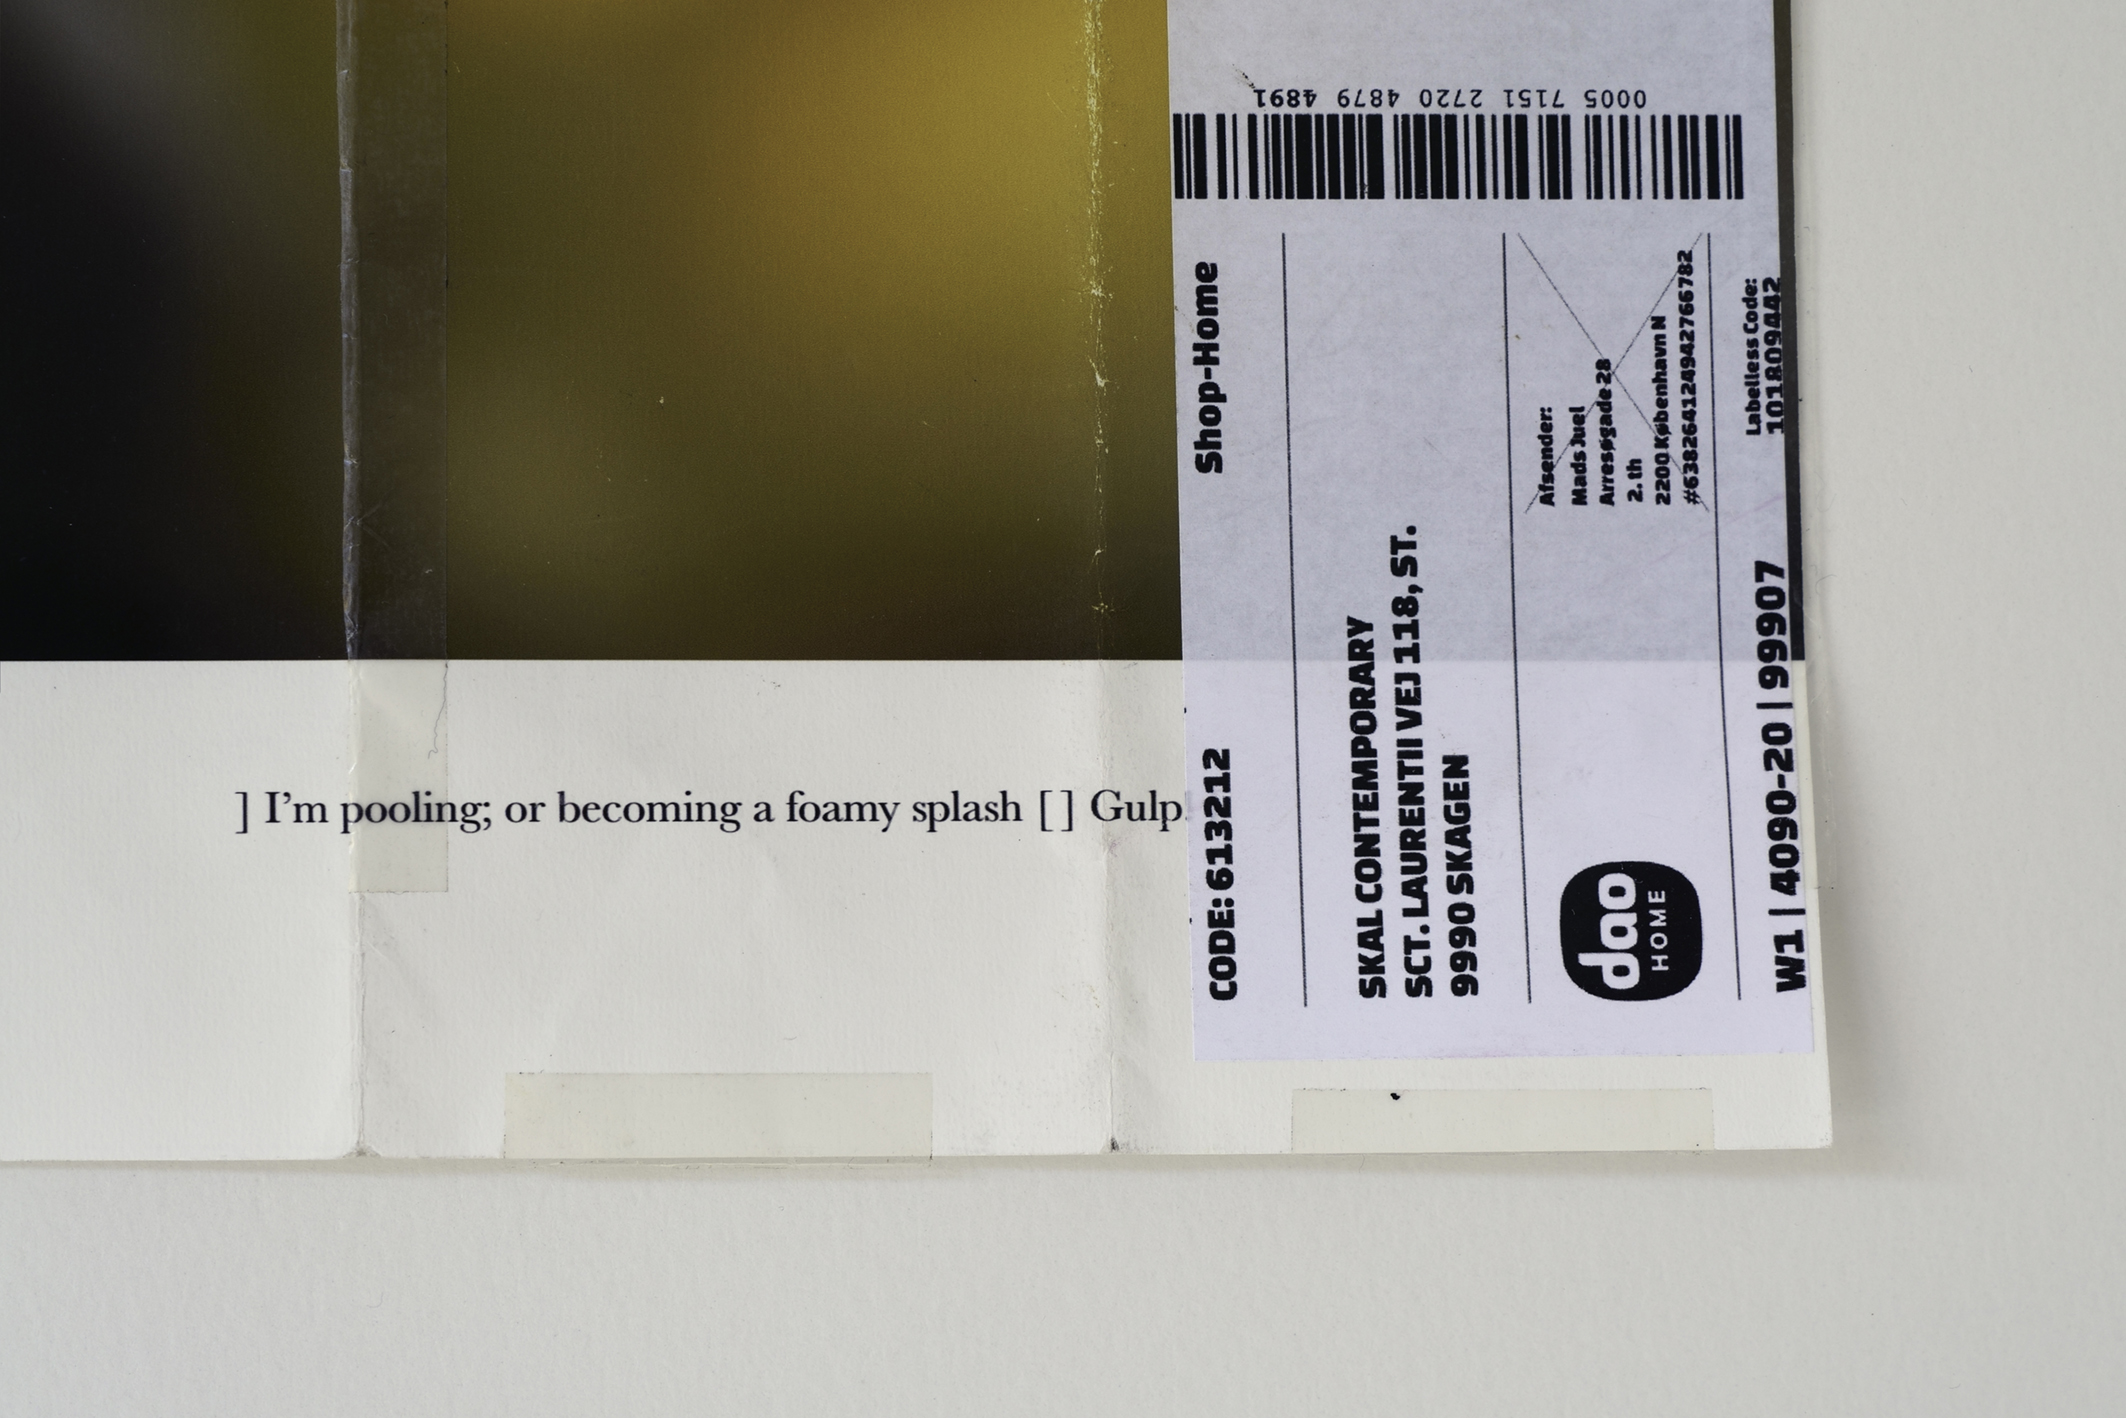 ] I'm pooling; or becoming a foamy splash [ ] Gulp.
0005 7151 2720 4879 4891
CODE: 613212
Shop-Home
SKAL CONTEMPORARY
SCT. LAURENTII VEJ 118, ST.
9990 SKAGEN
dao
HOME
Afsender:
Mads Juel
Arresøgade 28
2. th
2200 København N
#638264124942766782
W1 | 4090-20 | 99907
Labelless Code:
101809442